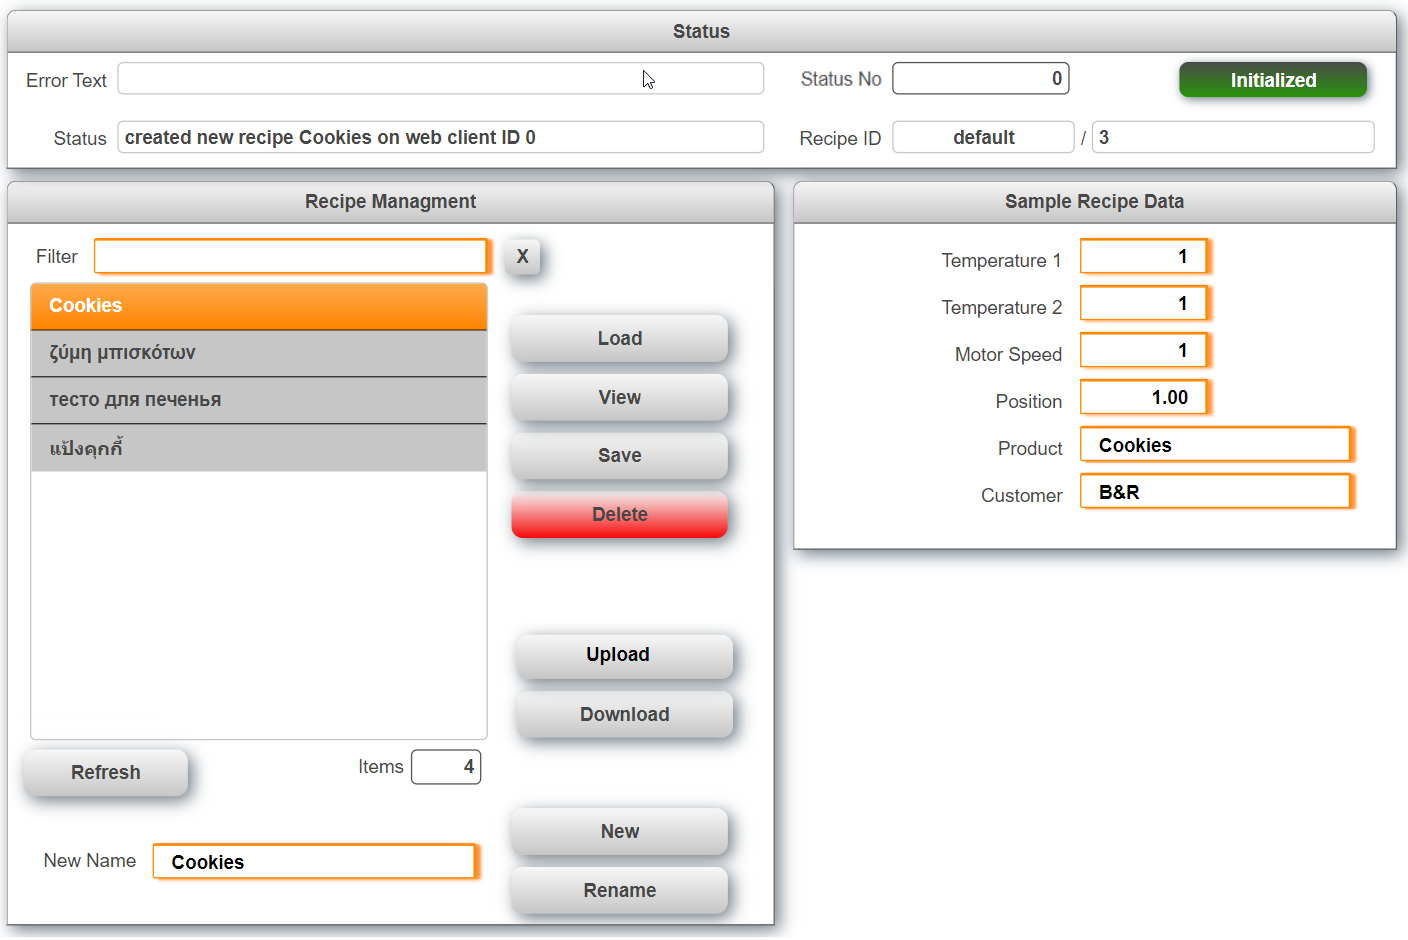 Status
Error Text
Status No 0
Initialized
Status created new recipe Cookies on web client ID 0
Recipe ID default / 3
Recipe Managment
Filter
X
Cookies
ζύμη μπισκότων
тесто для печенья
แป้งคุกกี้
Load
View
Save
Delete
Upload
Download
Refresh
Items 4
New
New Name Cookies
Rename
Sample Recipe Data
Temperature 1 1
Temperature 2 1
Motor Speed 1
Position 1.00
Product Cookies
Customer B&R